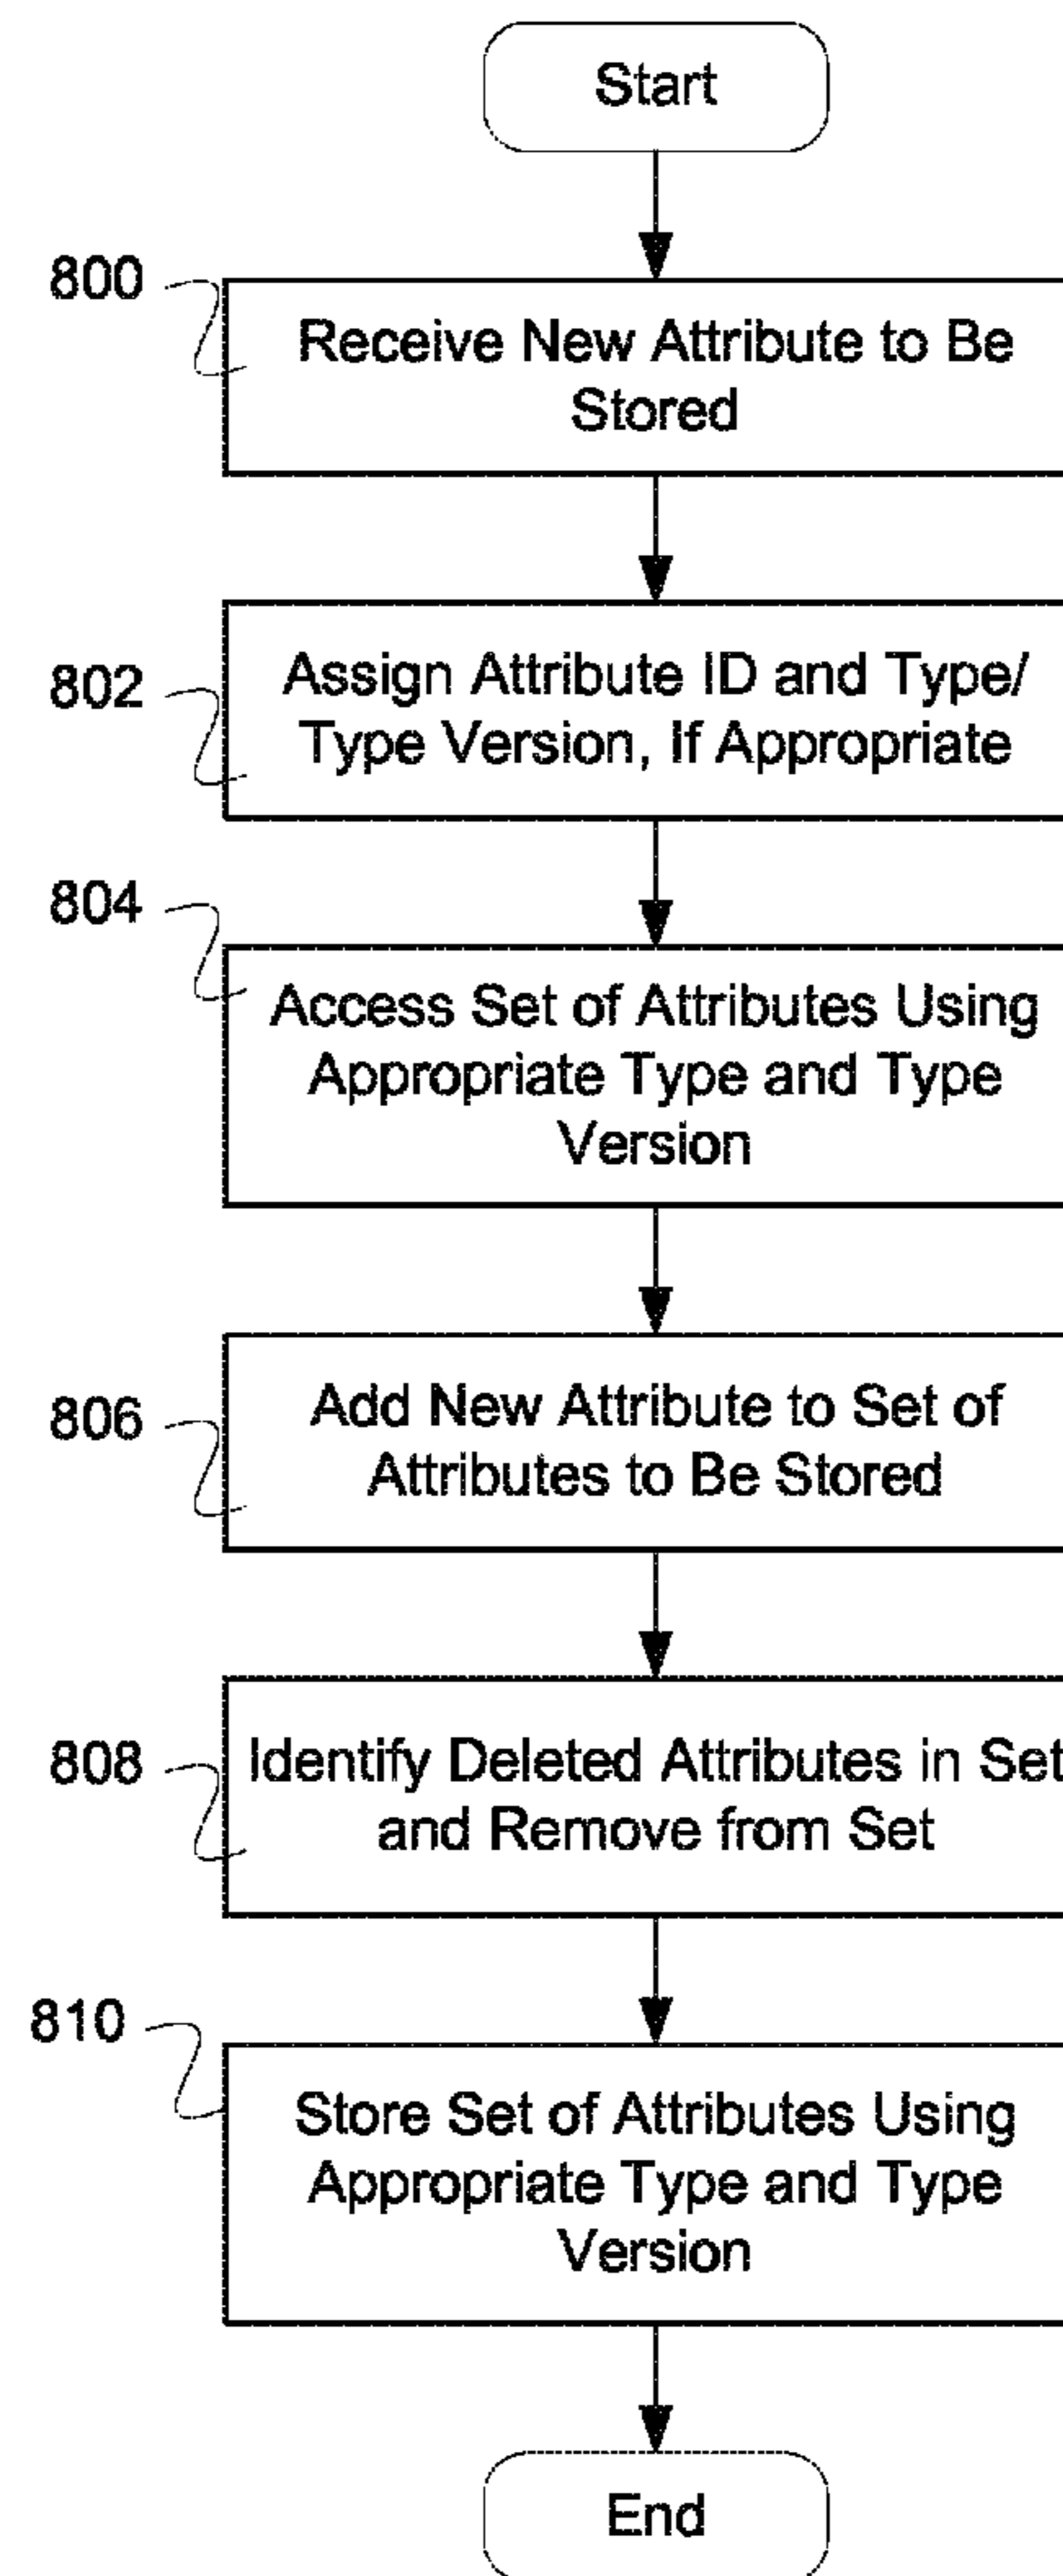 Start
800
Receive New Attribute to Be
Stored
802
Assign Attribute ID and Type/
Type Version, If Appropriate
804
Access Set of Attributes Using
Appropriate Type and Type
Version
806
Add New Attribute to Set of
Attributes to Be Stored
808
Identify Deleted Attributes in Set
and Remove from Set
810
Store Set of Attributes Using
Appropriate Type and Type
Version
End